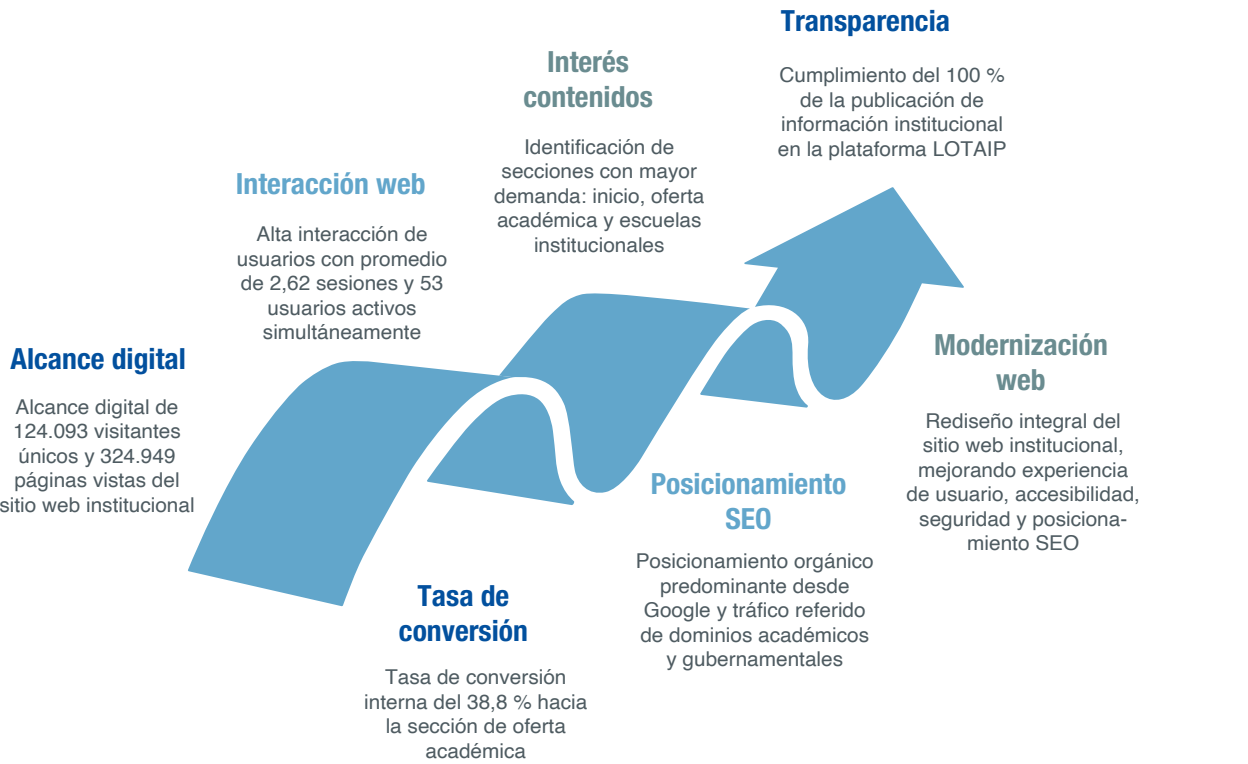 Alcance digital
Alcance digital de
124.093 visitantes
únicos y 324.949
páginas vistas del
sitio web institucional
Interacción web
Alta interacción de
usuarios con promedio
de 2,62 sesiones y 53
usuarios activos
simultáneamente
Interés
contenidos
Identificación de
secciones con mayor
demanda: inicio, oferta
académica y escuelas
institucionales
Transparencia
Cumplimiento del 100 %
de la publicación de
información institucional
en la plataforma LOTAIP
Tasa de
conversión
Tasa de conversión
interna del 38,8 % hacia
la sección de oferta
académica
Posicionamiento
SEO
Posicionamiento orgánico
predominante desde
Google y tráfico referido
de dominios académicos
y gubernamentales
Modernización
web
Rediseño integral del
sitio web institucional,
mejorando experiencia
de usuario, accesibilidad,
seguridad y posiciona-
miento SEO